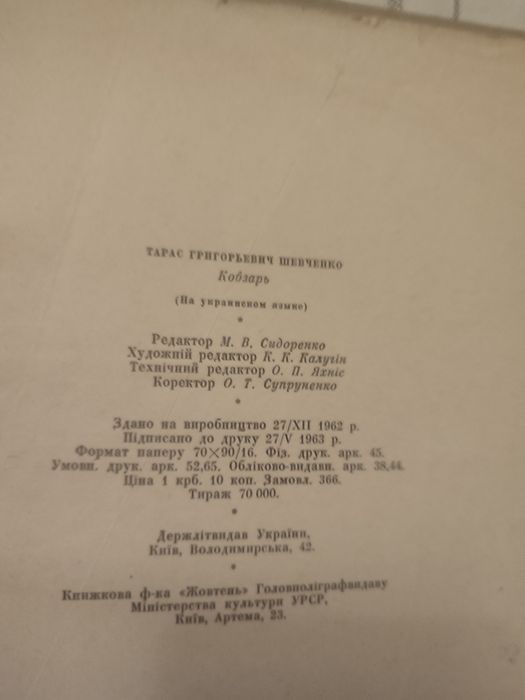 ТАРАС ГРИГОРЬЕВИЧ ШЕВЧЕНКО
Кобзарь
(На украинском языке)
Редактор М. В. Сидоренко
Художній редактор К. К. Калугін
Технічний редактор О. П. Яхніс
Коректор О. Т. Супруненко
Здано на виробництво 27/XII 1962 р.
Підписано до друку 27/V 1963 р.
Формат паперу 70×90/16. Фіз. друк. арк. 45.
Умовн. друк. арк. 52,65. Обліково-видавн. арк. 38,44.
Ціна 1 крб. 10 коп. Замовл. 366.
Тираж 70 000.
Держлітвидав України,
Київ, Володимирська, 42.
Книжкова ф-ка «Жовтень» Головполіграфвидаву
Міністерства культури УРСР,
Київ, Артема, 23.